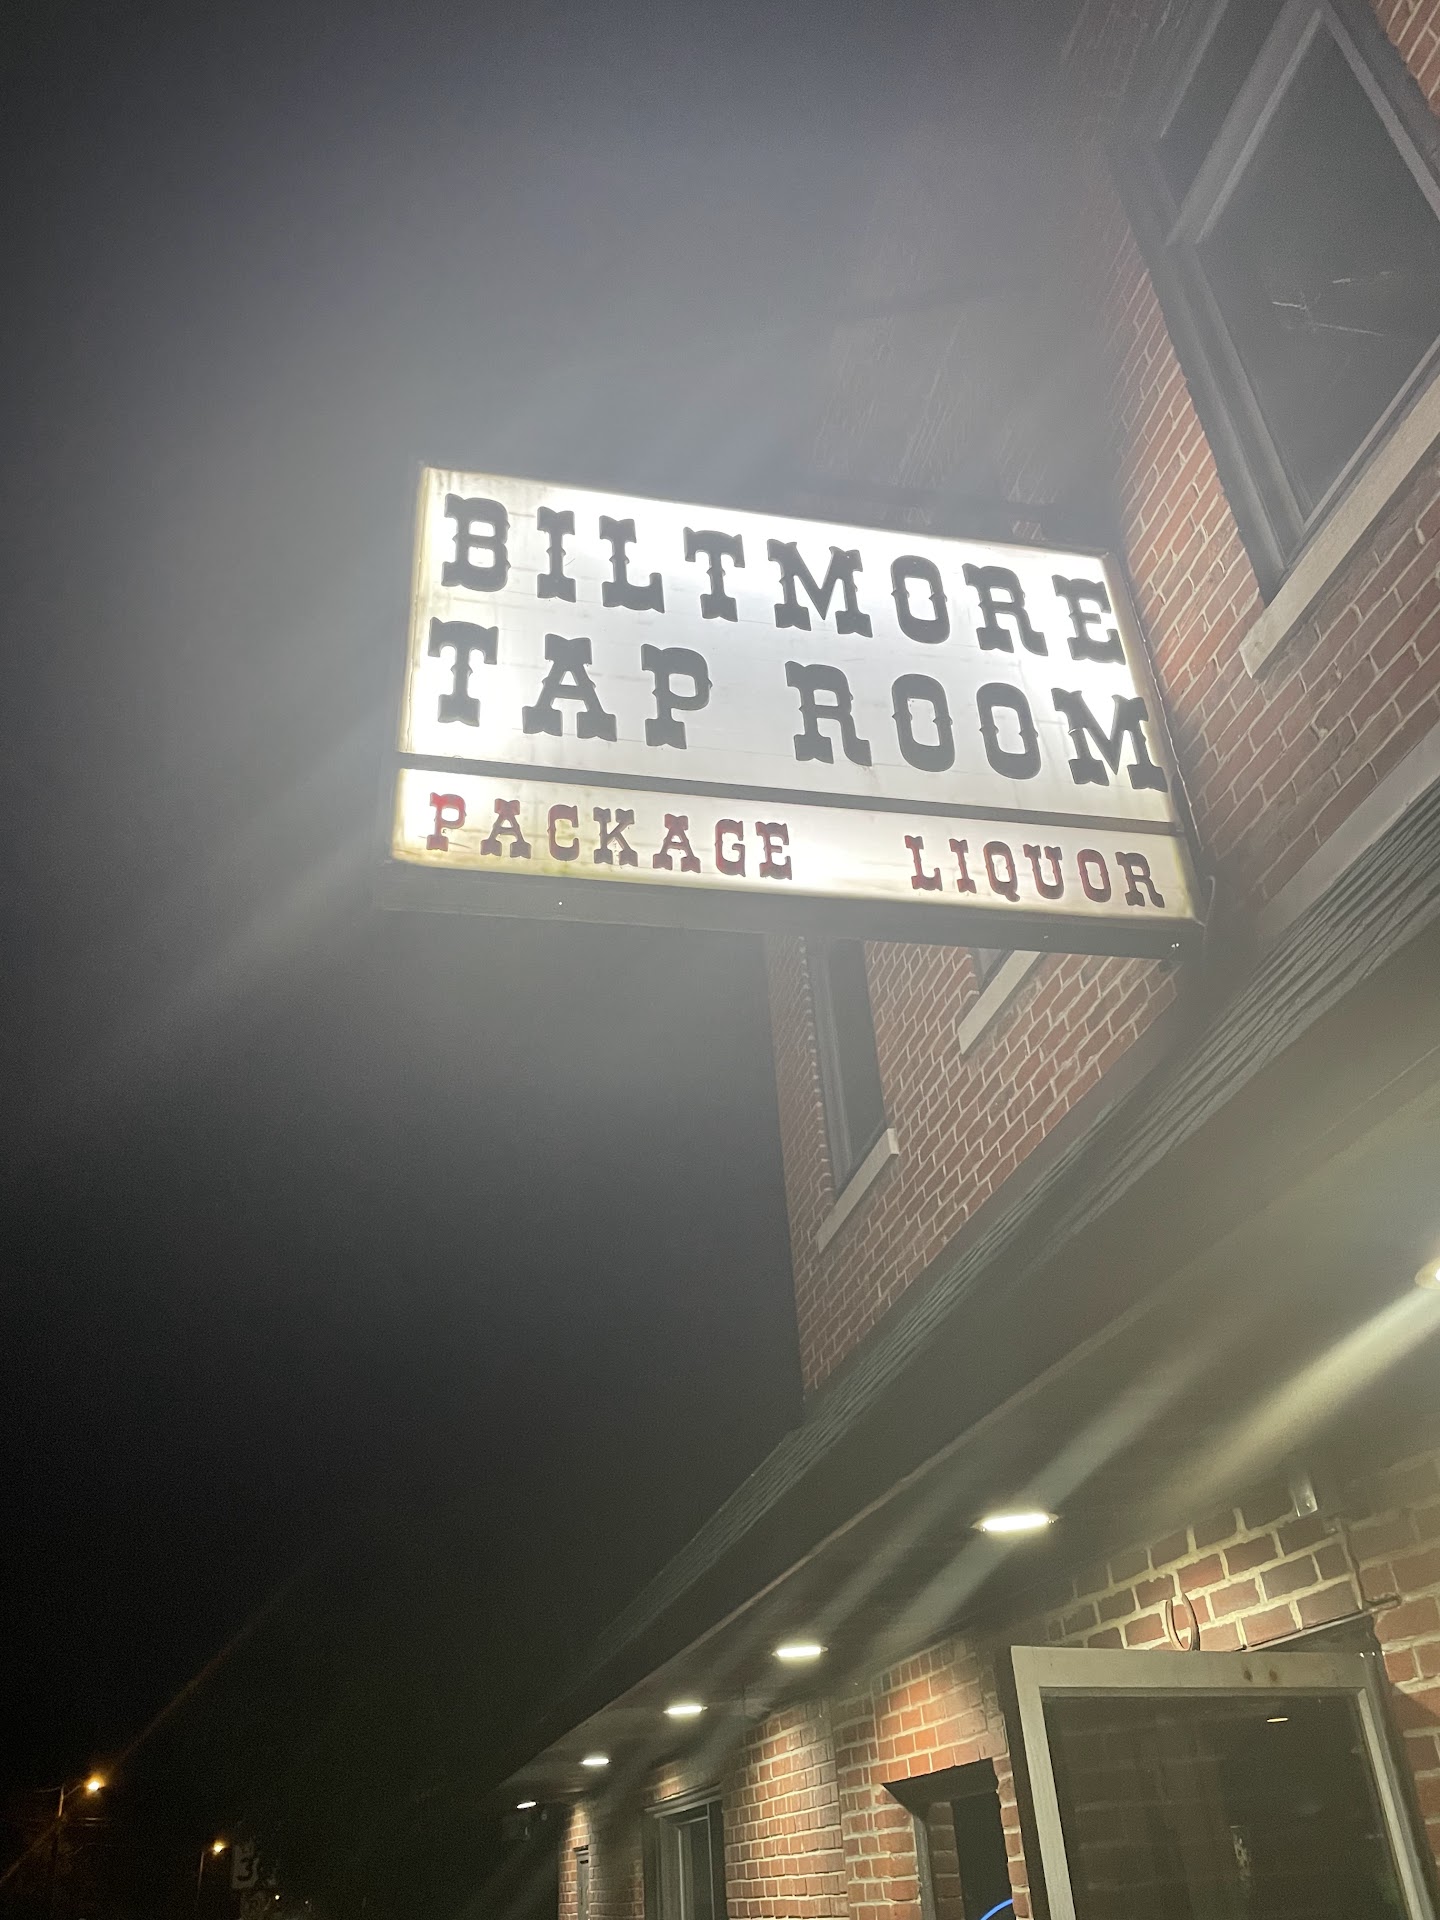 BILTMORE
TAP ROOM
PACKAGE LIQUOR